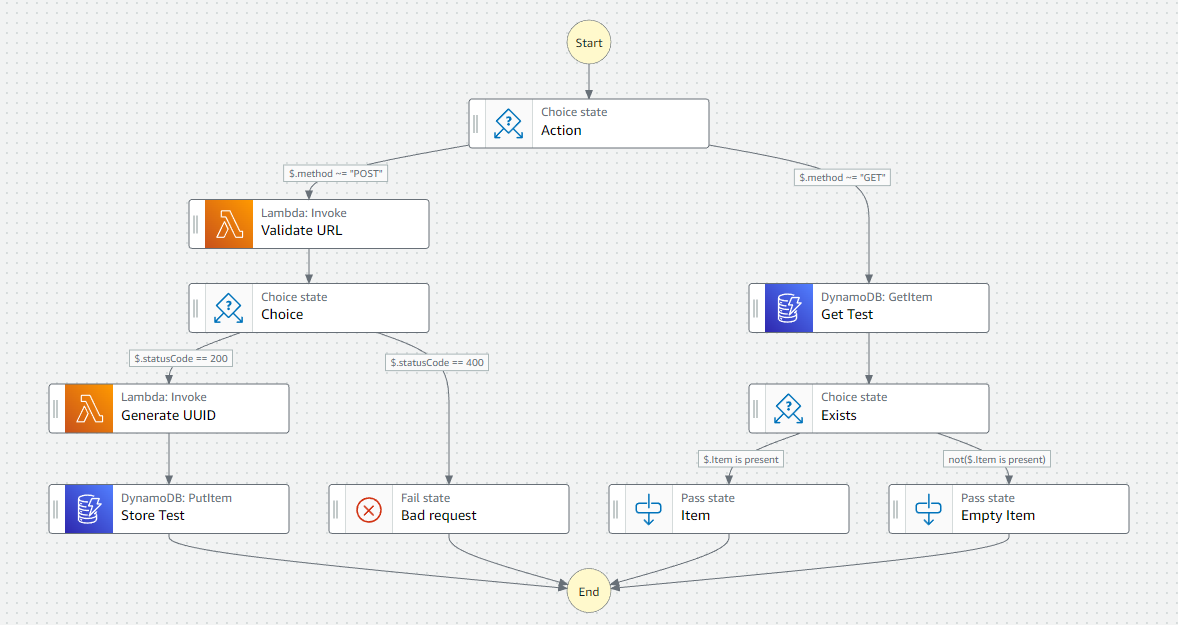 Start
Choice state
Action
$.method ~= "POST"
$.method ~= "GET"
Lambda: Invoke
Validate URL
Choice state
Choice
DynamoDB: GetItem
Get Test
$.statusCode == 200
$.statusCode == 400
Lambda: Invoke
Generate UUID
Choice state
Exists
$.Item is present
not($.Item is present)
DynamoDB: PutItem
Store Test
Fail state
Bad request
Pass state
Item
Pass state
Empty Item
End